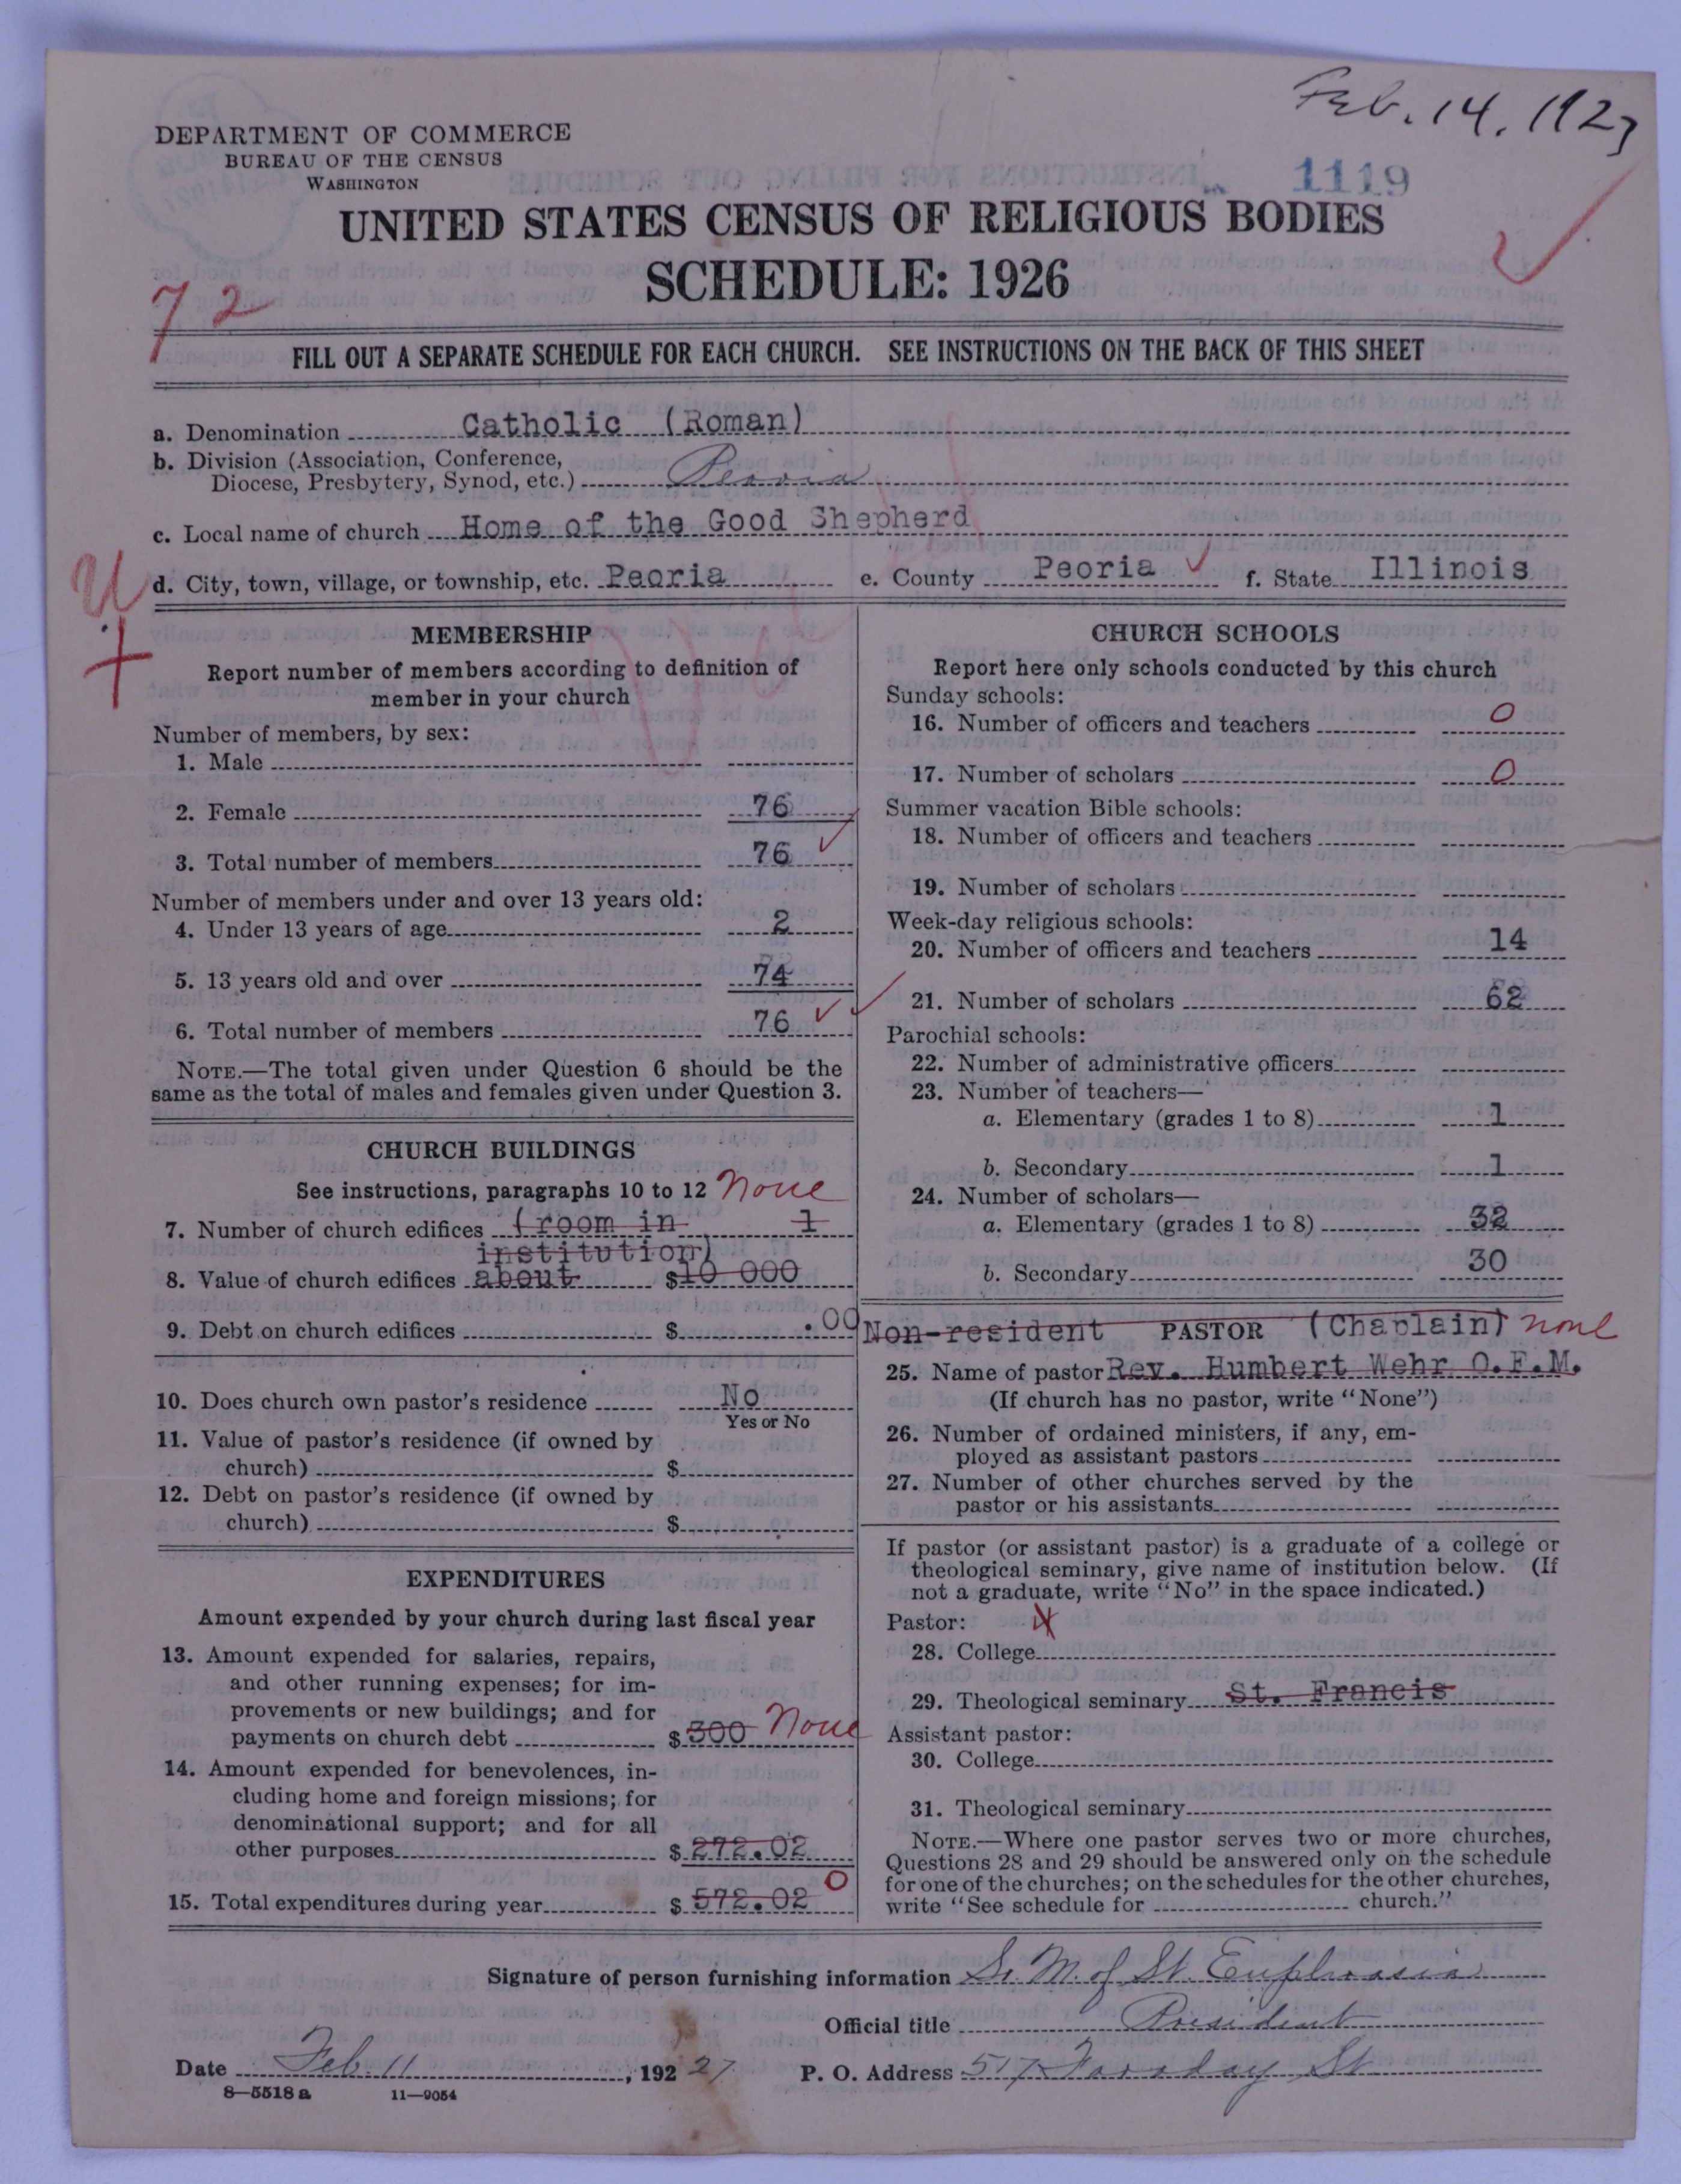 Feb. 14, 1927
DEPARTMENT OF COMMERCE
BUREAU OF THE CENSUS
WASHINGTON
1119
UNITED STATES CENSUS OF RELIGIOUS BODIES
SCHEDULE: 1926
72
FILL OUT A SEPARATE SCHEDULE FOR EACH CHURCH. SEE INSTRUCTIONS ON THE BACK OF THIS SHEET
a. Denomination Catholic (Roman)
b. Division (Association, Conference,
Diocese, Presbytery, Synod, etc.) Peoria
c. Local name of church Home of the Good Shepherd
U
d. City, town, village, or township, etc. Peoria e. County Peoria f. State Illinois
MEMBERSHIP
Report number of members according to definition of
member in your church
Number of members, by sex:
1. Male
2. Female 76
3. Total number of members 76
Number of members under and over 13 years old:
4. Under 13 years of age 2
5. 13 years old and over 74
6. Total number of members 76
NOTE.—The total given under Question 6 should be the
same as the total of males and females given under Question 3.
CHURCH BUILDINGS
See instructions, paragraphs 10 to 12 None
7. Number of church edifices (room in 1
institution)
8. Value of church edifices about $10 000
9. Debt on church edifices $ .00
10. Does church own pastor's residence No
Yes or No
11. Value of pastor's residence (if owned by
church) $
12. Debt on pastor's residence (if owned by
church) $
EXPENDITURES
Amount expended by your church during last fiscal year
13. Amount expended for salaries, repairs,
and other running expenses; for im-
provements or new buildings; and for
payments on church debt $300 None
14. Amount expended for benevolences, in-
cluding home and foreign missions; for
denominational support; and for all
other purposes $272.02
0
15. Total expenditures during year $572.02
CHURCH SCHOOLS
Report here only schools conducted by this church
Sunday schools:
16. Number of officers and teachers 0
17. Number of scholars 0
Summer vacation Bible schools:
18. Number of officers and teachers
19. Number of scholars
Week-day religious schools:
20. Number of officers and teachers 14
21. Number of scholars 62
Parochial schools:
22. Number of administrative officers
23. Number of teachers—
a. Elementary (grades 1 to 8) 1
b. Secondary 1
24. Number of scholars—
a. Elementary (grades 1 to 8) 32
b. Secondary 30
Non-resident PASTOR (Chaplain) none
25. Name of pastor Rev. Humbert Wehr O.F.M.
(If church has no pastor, write "None")
26. Number of ordained ministers, if any, em-
ployed as assistant pastors
27. Number of other churches served by the
pastor or his assistants
If pastor (or assistant pastor) is a graduate of a college or
theological seminary, give name of institution below. (If
not a graduate, write "No" in the space indicated.)
Pastor:
28. College
29. Theological seminary St. Francis
Assistant pastor:
30. College
31. Theological seminary
NOTE.—Where one pastor serves two or more churches,
Questions 28 and 29 should be answered only on the schedule
for one of the churches; on the schedules for the other churches,
write "See schedule for church."
Signature of person furnishing information Sr. M. of St. Euphrasia
Official title President
Date Feb. 11, 192 27 P. O. Address 517 Faraday St
8—5518 a 11—9054